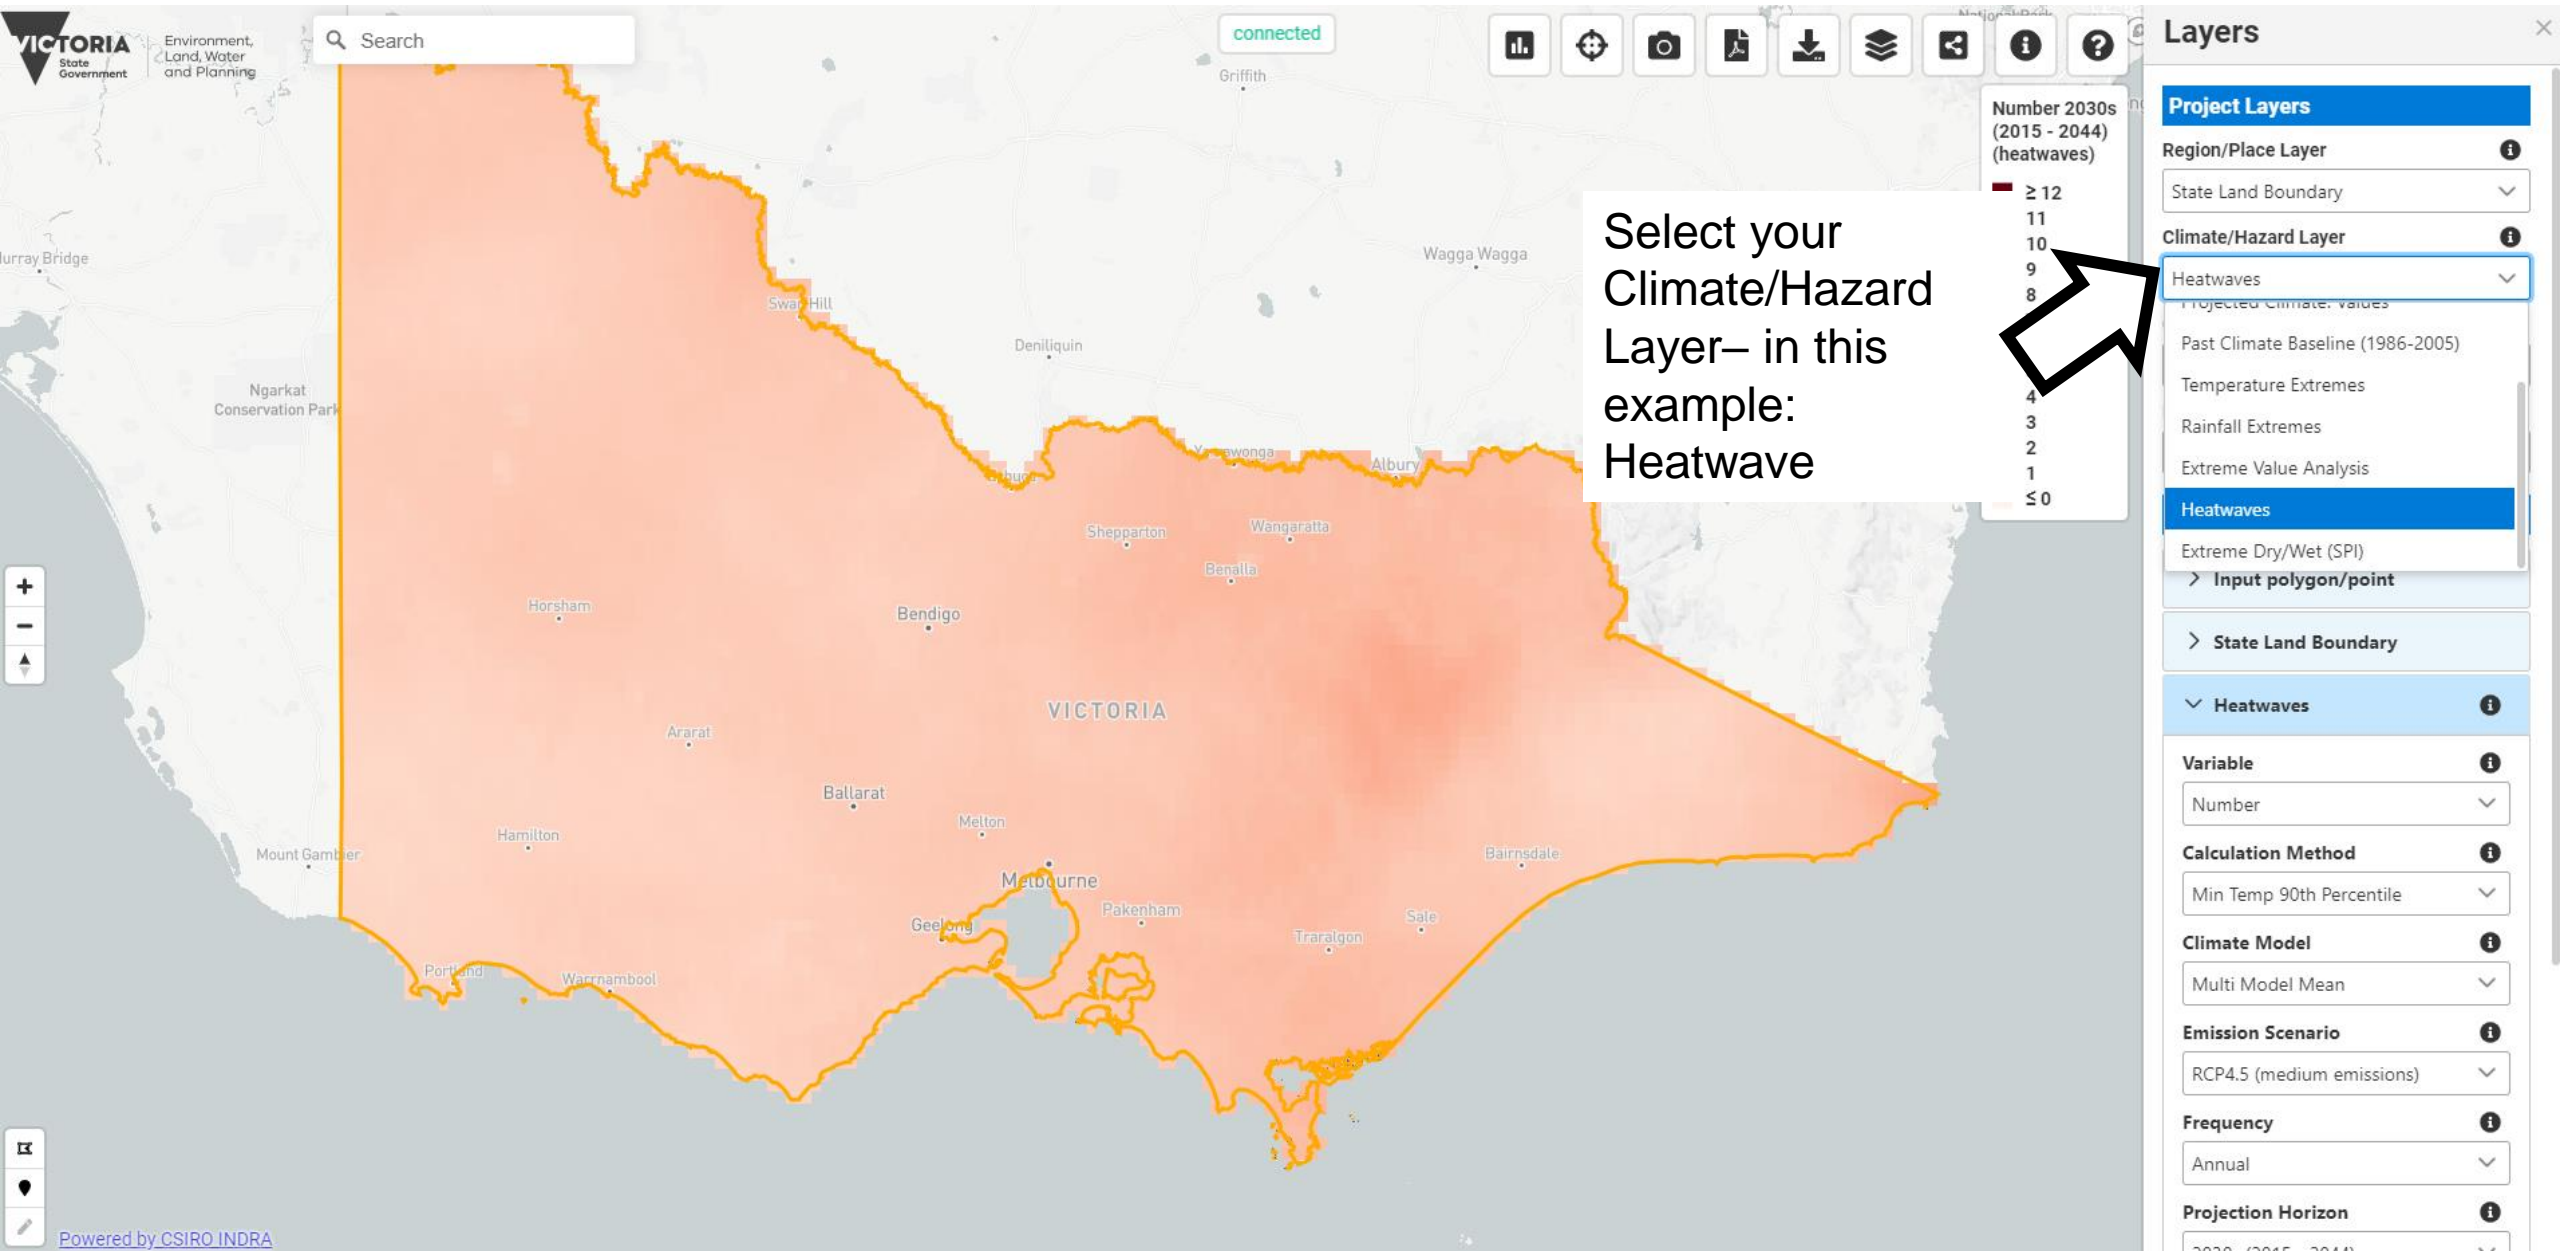 VICTORIA
State
Government
Environment,
Land, Water
and Planning
Search
connected
Griffith
Layers
Number 2030s
(2015 - 2044)
(heatwaves)
≥ 12
11
10
9
8
4
3
2
1
≤ 0
Select your
Climate/Hazard
Layer– in this
example:
Heatwave
Project Layers
Region/Place Layer
State Land Boundary
Climate/Hazard Layer
Heatwaves
Projected Climate: Values
Past Climate Baseline (1986-2005)
Temperature Extremes
Rainfall Extremes
Extreme Value Analysis
Heatwaves
Extreme Dry/Wet (SPI)
Input polygon/point
State Land Boundary
Heatwaves
Variable
Number
Calculation Method
Min Temp 90th Percentile
Climate Model
Multi Model Mean
Emission Scenario
RCP4.5 (medium emissions)
Frequency
Annual
Projection Horizon
Wagga Wagga
Swan Hill
Deniliquin
Ngarkat
Conservation Park
Albury
Shepparton
Wangaratta
Benalla
Horsham
Bendigo
VICTORIA
Ararat
Ballarat
Melton
Hamilton
Mount Gambier
Bairnsdale
Melbourne
Pakenham
Geelong
Sale
Traralgon
Portland
Warrnambool
Powered by CSIRO INDRA